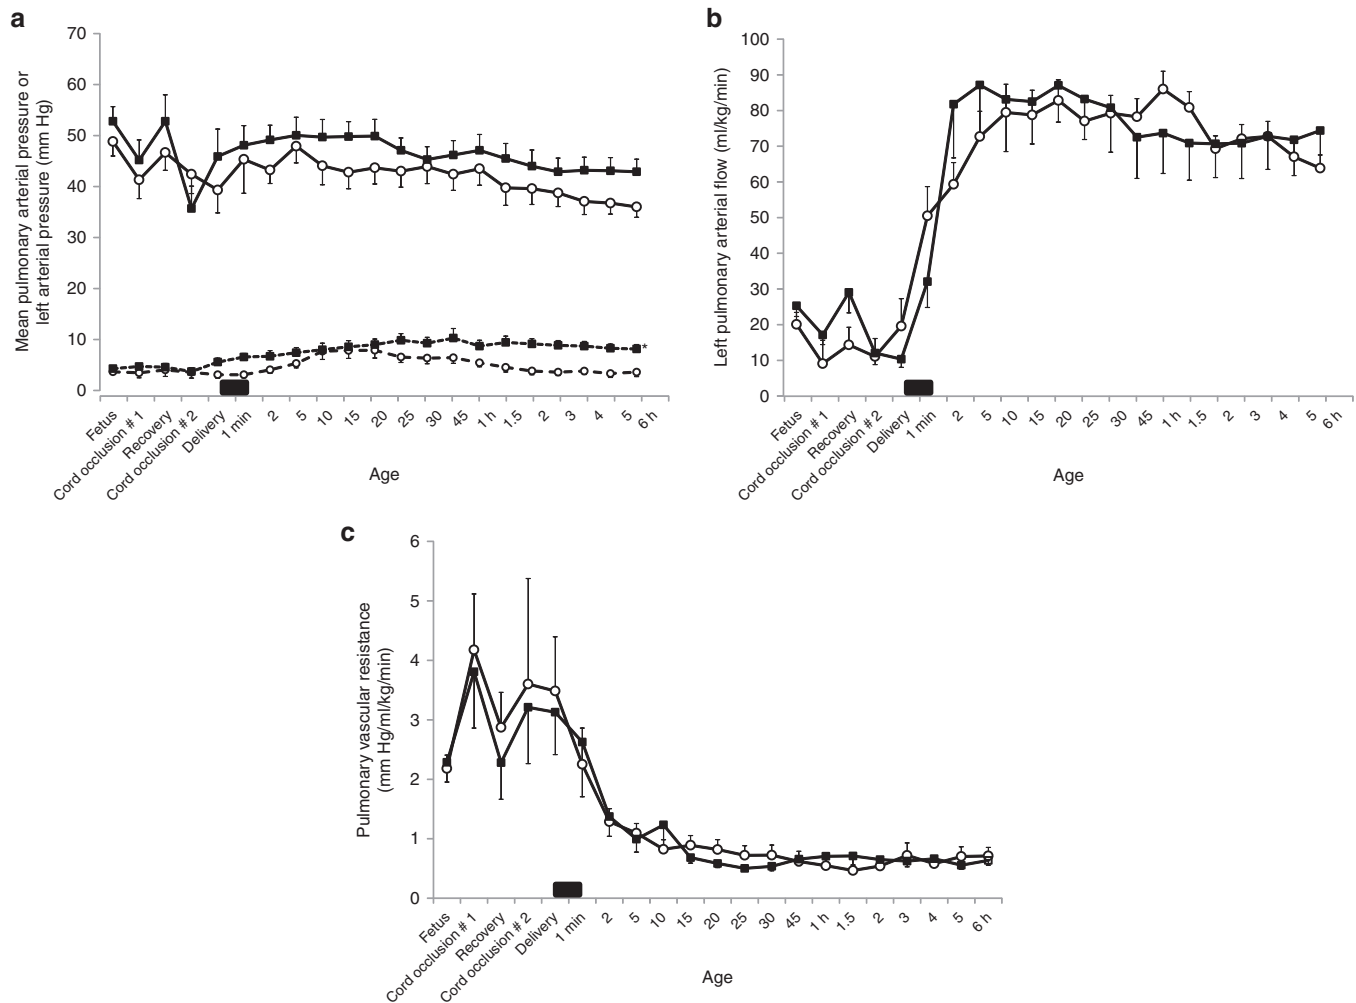 a
Mean pulmonary arterial pressure or
left arterial pressure (mm Hg)
70
60
50
40
30
20
10
0
*
Fetus
Cord occlusion # 1
Recovery
Cord occlusion # 2
Delivery
1 min
2
5
10
15
20
25
30
45
1h
1.5
2
3
4
5
6 h
Age
b
Left pulmonary arterial flow (ml/kg/min)
100
90
80
70
60
50
40
30
20
10
0
Fetus
Cord occlusion # 1
Recovery
Cord occlusion # 2
Delivery
1 min
2
5
10
15
20
25
30
45
1h
1.5
2
3
4
5
6 h
Age
c
Pulmonary vascular resistance
(mm Hg/ml/kg/min)
6
5
4
3
2
1
0
Fetus
Cord occlusion # 1
Recovery
Cord occlusion # 2
Delivery
1 min
2
5
10
15
20
25
30
45
1 h
1.5
2
3
4
5
6 h
Age